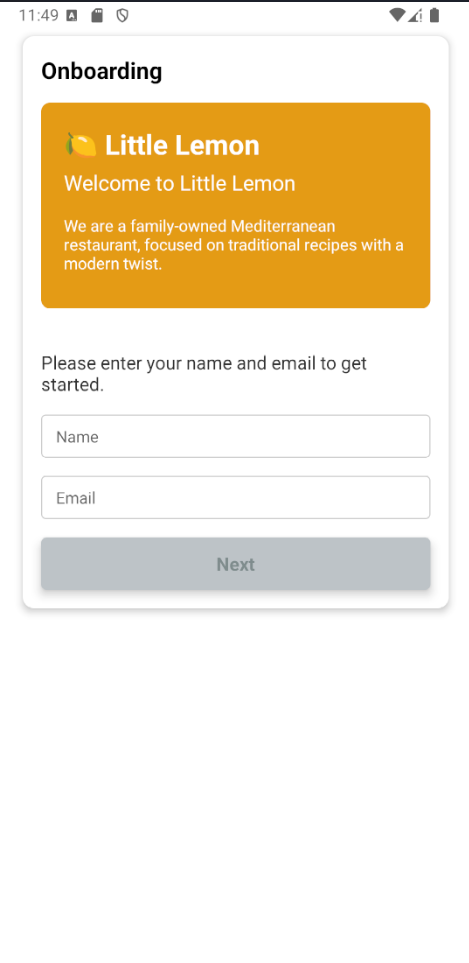 11:49
Onboarding
🍋 Little Lemon
Welcome to Little Lemon
We are a family-owned Mediterranean
restaurant, focused on traditional recipes with a
modern twist.
Please enter your name and email to get
started.
Name
Email
Next